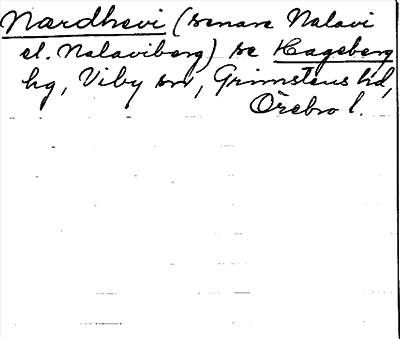 Nardhevi (senare Nalavi
el. Nalaviberg) se Hageberg
hg, Viby sn, Grimstens hd,
Örebro l.